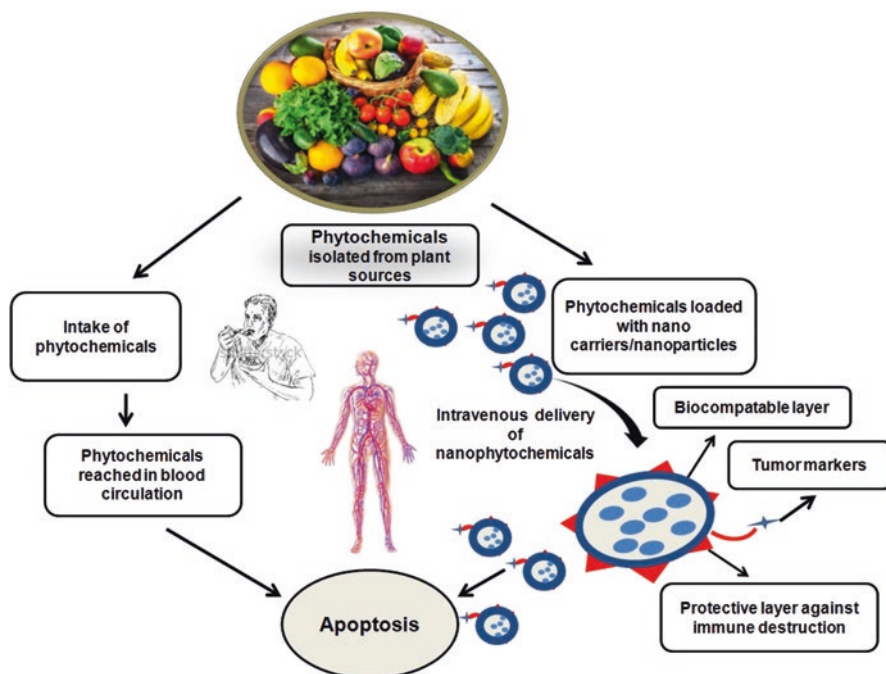 Phytochemicals
isolated from plant
sources
Intake of
phytochemicals
Phytochemicals loaded
with nano
carriers/nanoparticles
Intravenous delivery
of
nanophytochemicals
Biocompatable layer
Phytochemicals
reached in blood
circulation
Tumor markers
Apoptosis
Protective layer against
immune destruction